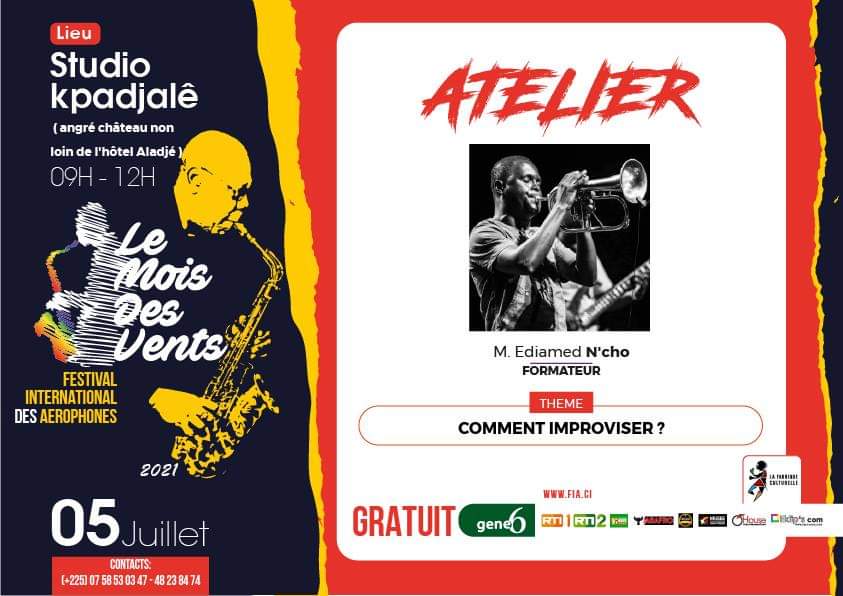 Lieu
Studio
kpadjalê
( angré château non
loin de l'hôtel Aladjé )
09H - 12H
Le
Mois
Des
Vents
FESTIVAL
INTERNATIONAL
DES AEROPHONES
2021
05 Juillet
CONTACTS:
(+225) 07 58 53 03 47 - 48 23 84 74
ATELIER
M. Ediamed N'cho
FORMATEUR
THEME
COMMENT IMPROVISER ?
LA FABRIQUE
CULTURELLE
WWW.FIA.CI
GRATUIT
gene6
RTI 1
RTI 2
House